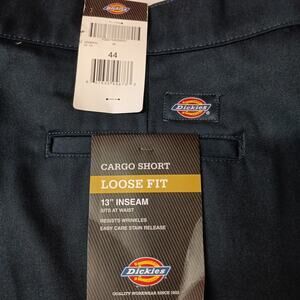 Dickies
44
Dickies
CARGO SHORT
LOOSE FIT
13" INSEAM
SITS AT WAIST
RESISTS WRINKLES
EASY CARE STAIN RELEASE
Dickies
QUALITY WORKWEAR SINCE 1922